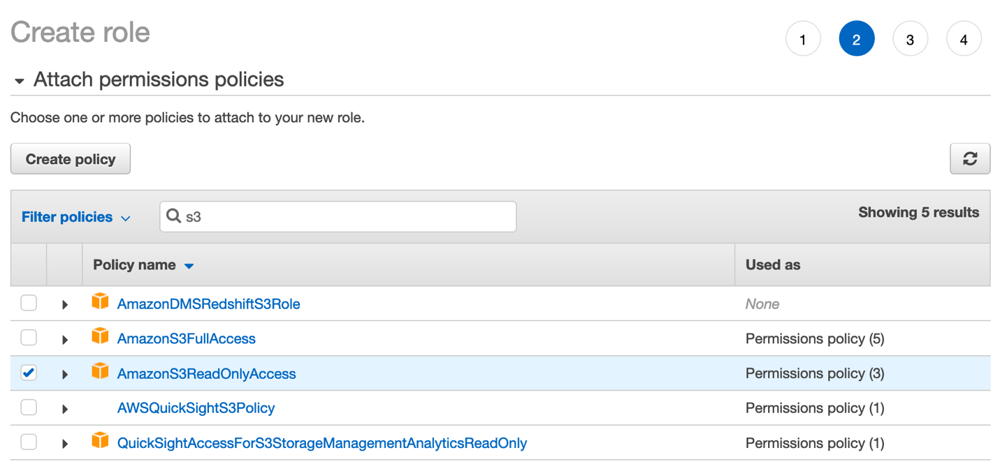 Create role
1 2 3 4
Attach permissions policies
Choose one or more policies to attach to your new role.
Create policy
Filter policies s3 Showing 5 results
Policy name Used as
AmazonDMSRedshiftS3Role None
AmazonS3FullAccess Permissions policy (5)
AmazonS3ReadOnlyAccess Permissions policy (3)
AWSQuickSightS3Policy Permissions policy (1)
QuickSightAccessForS3StorageManagementAnalyticsReadOnly Permissions policy (1)